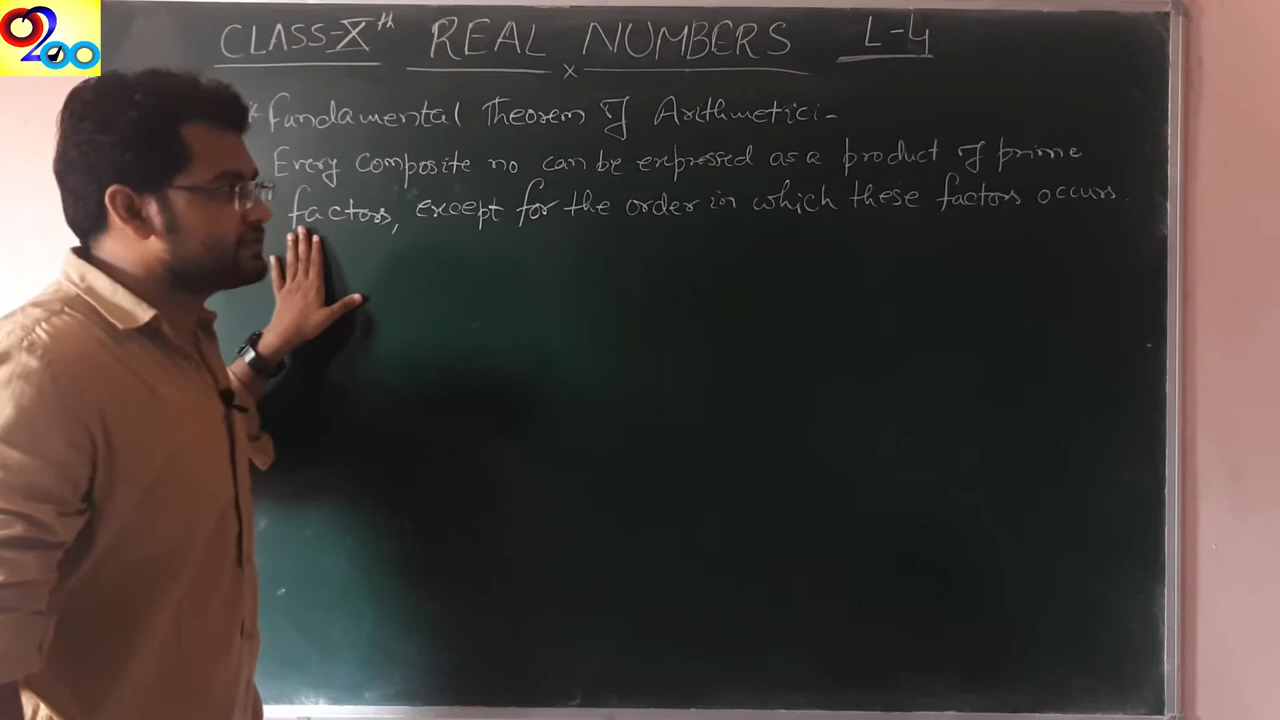 0200
CLASS-Xth REAL NUMBERS L-4
x
* Fundamental Theorem of Arithmetic:-
Every composite no can be expressed as a product of prime
factors, except for the order in which these factors occurs.